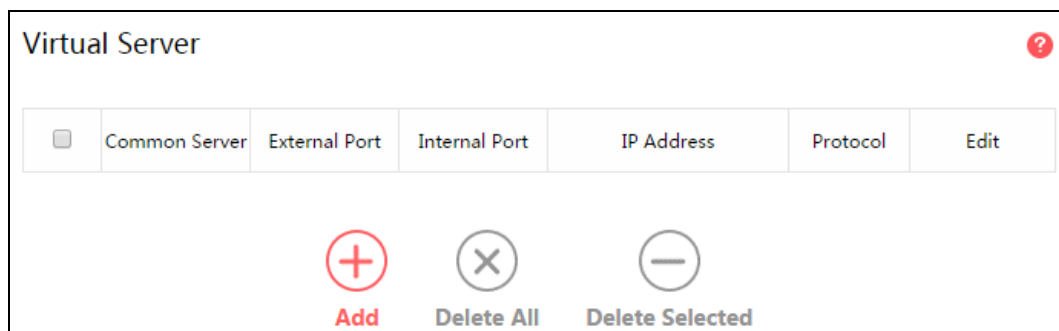 Virtual Server
?
Common Server External Port Internal Port IP Address Protocol Edit
Add Delete All Delete Selected